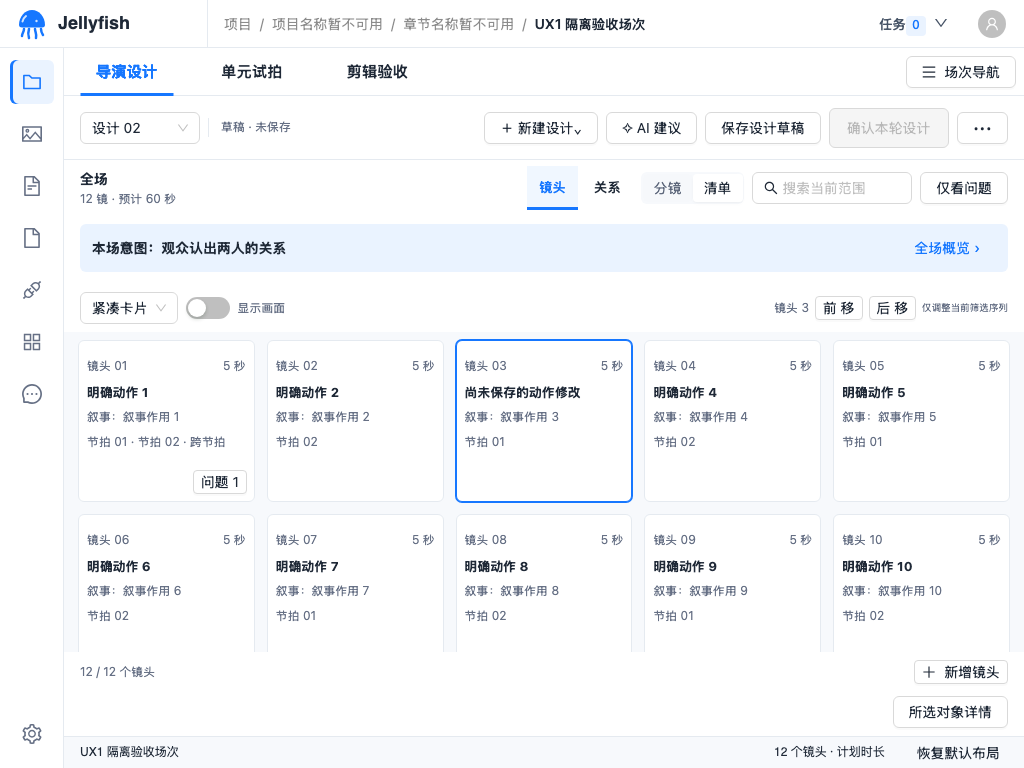 Jellyfish
项目 / 项目名称暂不可用 / 章节名称暂不可用 / UX1 隔离验收场次
任务 0
导演设计 单元试拍 剪辑验收
场次导航
设计 02
草稿 · 未保存
新建设计
AI 建议
保存设计草稿
确认本轮设计
全场
12 镜 · 预计 60 秒
镜头 关系
分镜 清单
搜索当前范围
仅看问题
本场意图：观众认出两人的关系
全场概览 ›
紧凑卡片
显示画面
镜头 3 前 移 后 移 仅调整当前筛选序列
镜头 01 5 秒
明确动作 1
叙事：叙事作用 1
节拍 01 · 节拍 02 · 跨节拍
问题 1
镜头 02 5 秒
明确动作 2
叙事：叙事作用 2
节拍 02
镜头 03 5 秒
尚未保存的动作修改
叙事：叙事作用 3
节拍 01
镜头 04 5 秒
明确动作 4
叙事：叙事作用 4
节拍 02
镜头 05 5 秒
明确动作 5
叙事：叙事作用 5
节拍 01
镜头 06 5 秒
明确动作 6
叙事：叙事作用 6
节拍 02
镜头 07 5 秒
明确动作 7
叙事：叙事作用 7
节拍 01
镜头 08 5 秒
明确动作 8
叙事：叙事作用 8
节拍 02
镜头 09 5 秒
明确动作 9
叙事：叙事作用 9
节拍 01
镜头 10 5 秒
明确动作 10
叙事：叙事作用 10
节拍 02
12 / 12 个镜头
新增镜头
所选对象详情
UX1 隔离验收场次
12 个镜头 · 计划时长
恢复默认布局